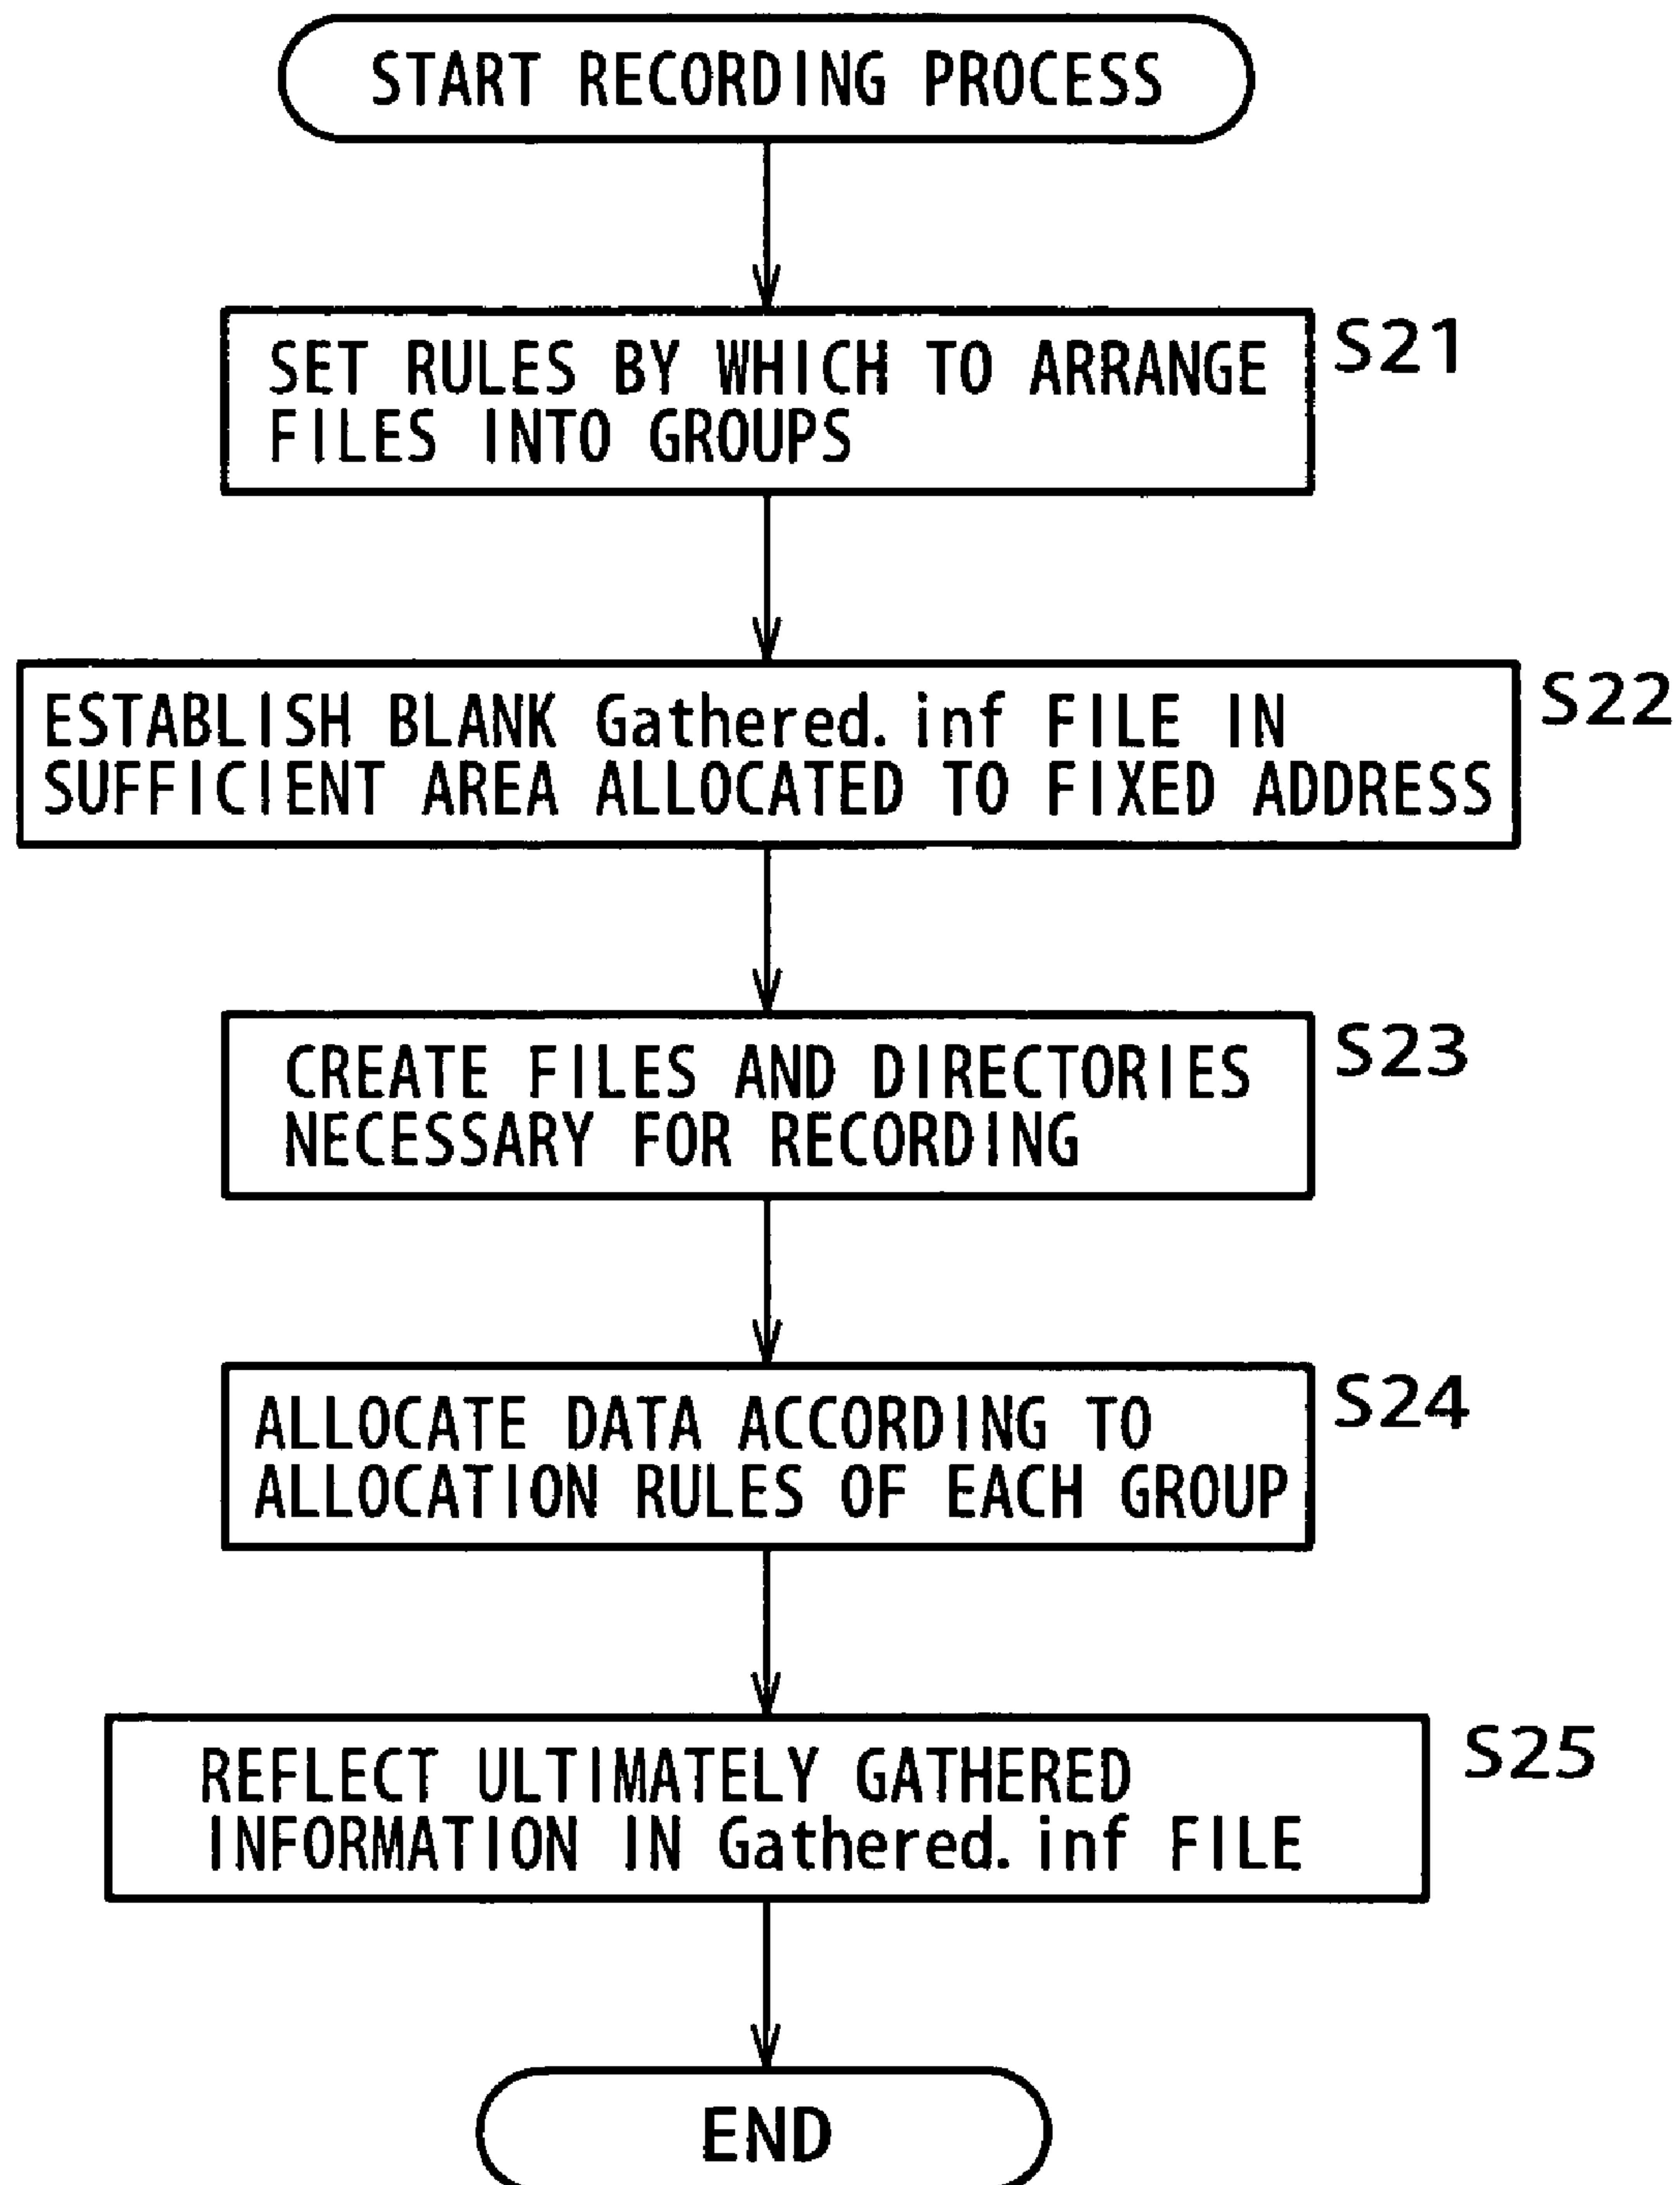 START RECORDING PROCESS
SET RULES BY WHICH TO ARRANGE
FILES INTO GROUPS
S21
ESTABLISH BLANK Gathered.inf FILE IN
SUFFICIENT AREA ALLOCATED TO FIXED ADDRESS
S22
CREATE FILES AND DIRECTORIES
NECESSARY FOR RECORDING
S23
ALLOCATE DATA ACCORDING TO
ALLOCATION RULES OF EACH GROUP
S24
REFLECT ULTIMATELY GATHERED
INFORMATION IN Gathered.inf FILE
S25
END